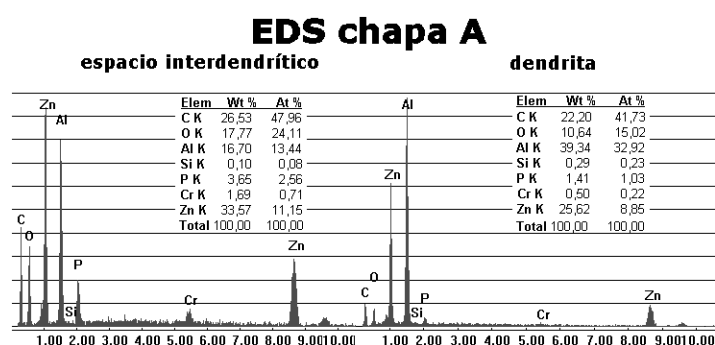 EDS chapa A
espacio interdendrítico
dendrita
Elem Wt % At %
C K 26,53 47,96
O K 17,77 24,11
Al K 16,70 13,44
Si K 0,10 0,08
P K 3,65 2,56
Cr K 1,69 0,71
Zn K 33,57 11,15
Total 100,00 100,00
Zn
Al
C
O
P
Si
Cr
Zn
1.00 2.00 3.00 4.00 5.00 6.00 7.00 8.00 9.00 10.00
Elem Wt % At %
C K 22,20 41,73
O K 10,64 15,02
Al K 39,34 32,92
Si K 0,29 0,23
P K 1,41 1,03
Cr K 0,50 0,22
Zn K 25,62 8,85
Total 100,00 100,00
Al
Zn
O
C
P
Si
Cr
Zn
1.00 2.00 3.00 4.00 5.00 6.00 7.00 8.00 9.00 10.00